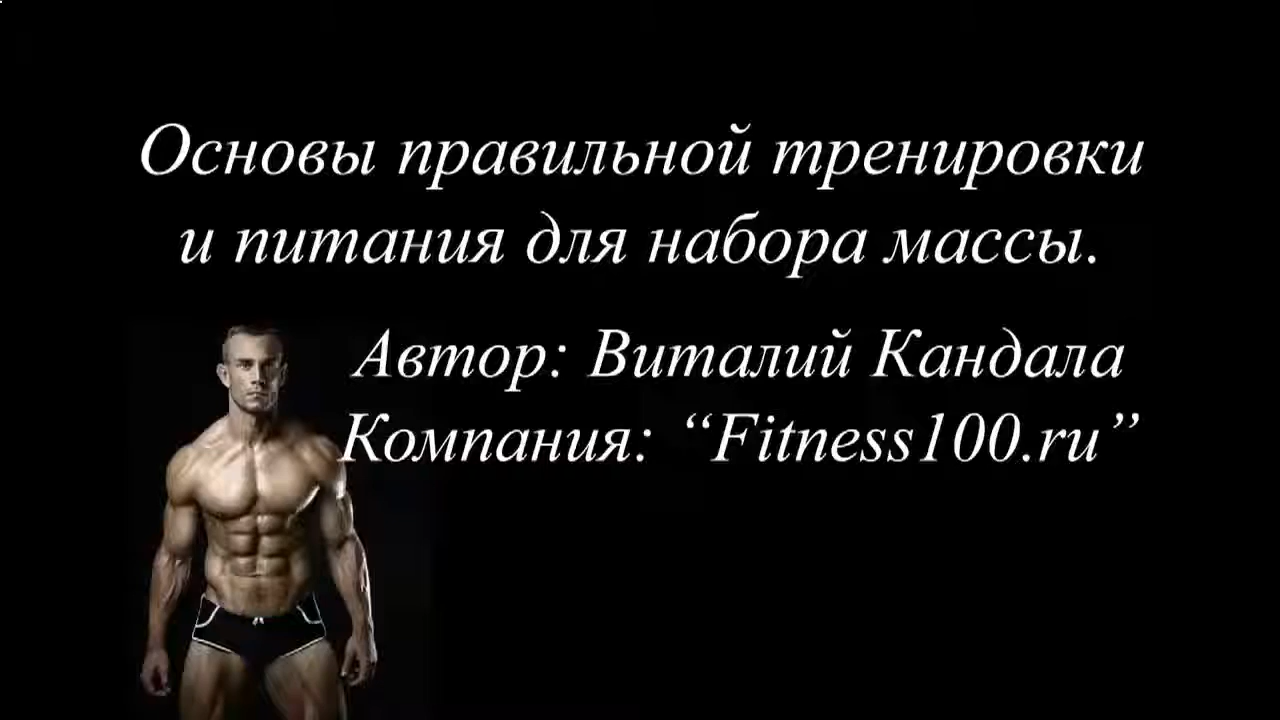 Основы правильной тренировки
и питания для набора массы.
Автор: Виталий Кандала
Компания: “Fitness100.ru”